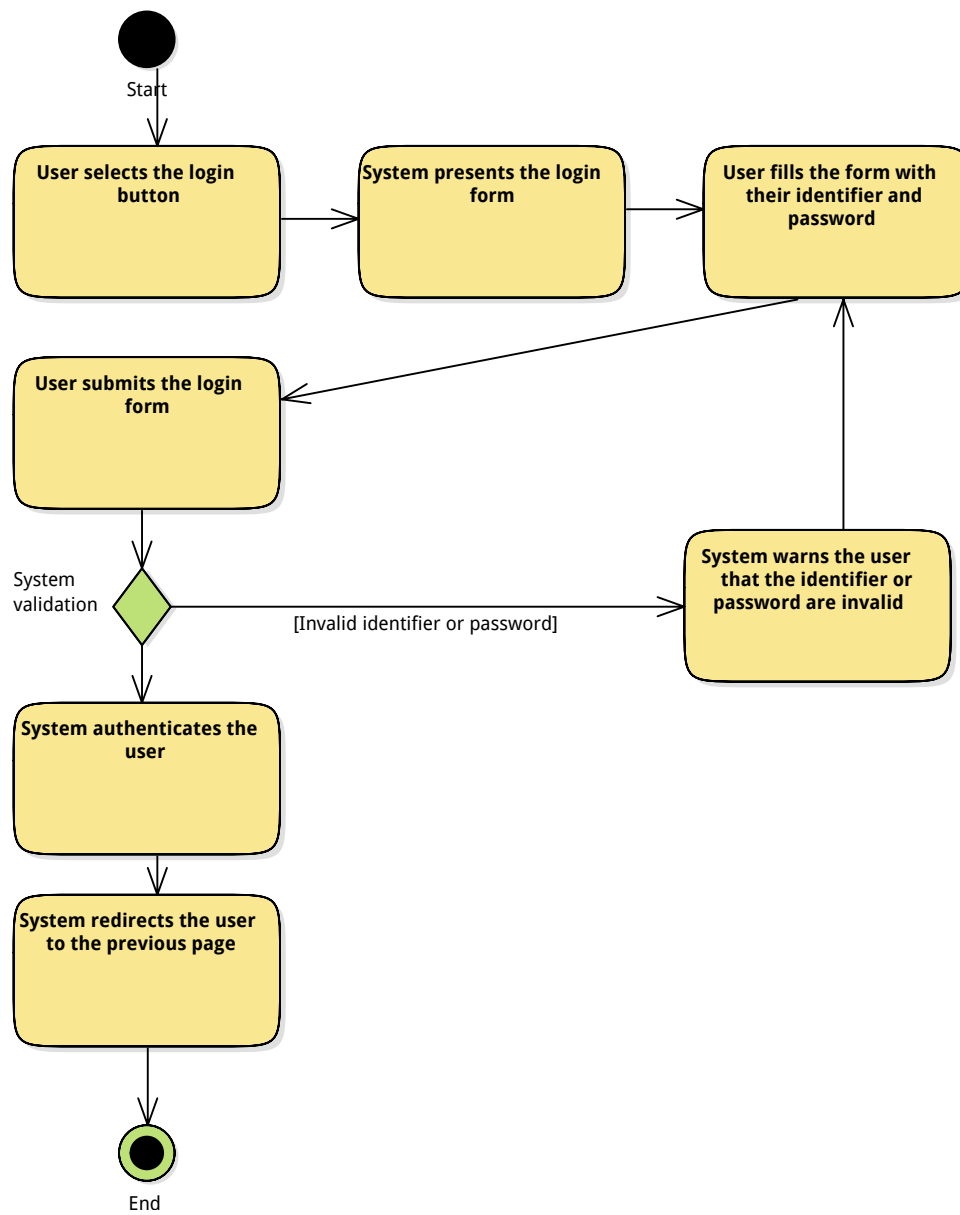 Start
User selects the login
button
System presents the login
form
User fills the form with
their identifier and
password
User submits the login
form
System
validation
[Invalid identifier or password]
System warns the user
that the identifier or
password are invalid
System authenticates the
user
System redirects the user
to the previous page
End